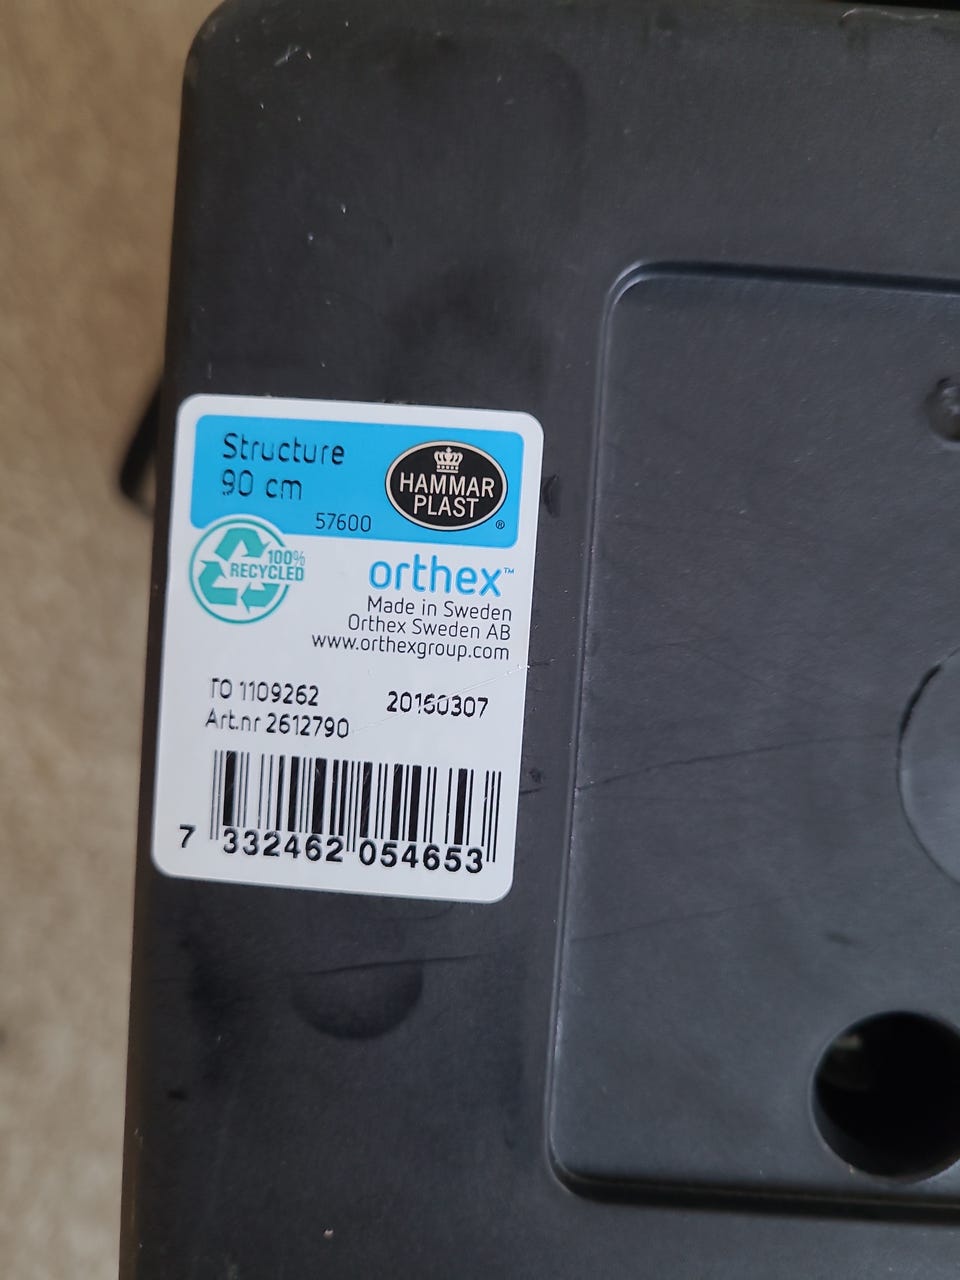 Structure
90 cm
57600
HAMMAR
PLAST
®
100%
RECYCLED
orthex™
Made in Sweden
Orthex Sweden AB
www.orthexgroup.com
TO 1109262 20160307
Art.nr 2612790
7 332462 054653